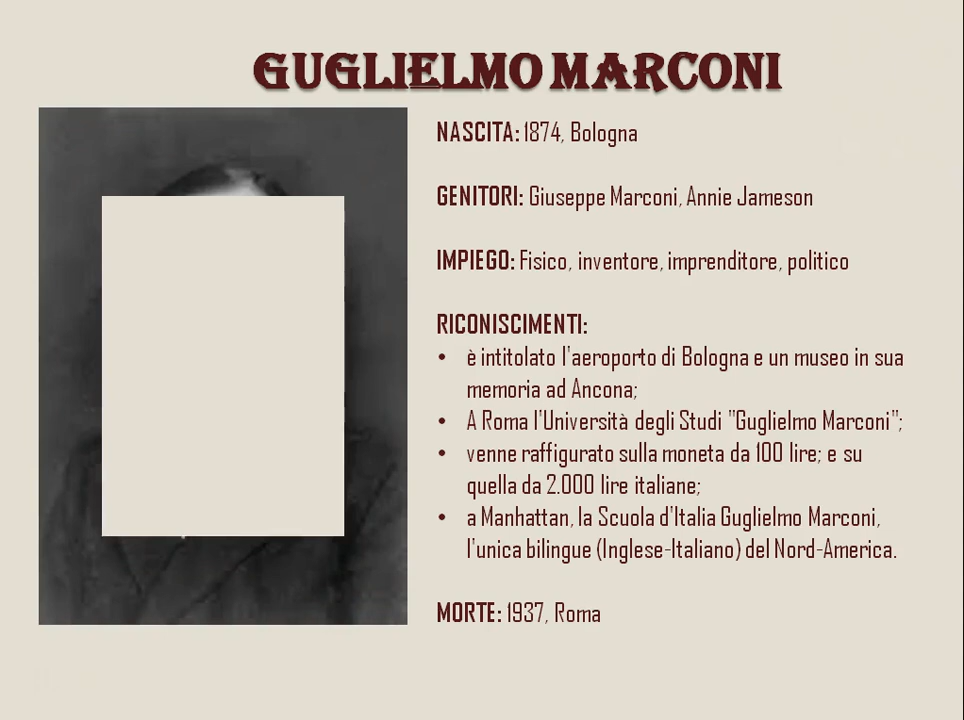 GUGLIELMO MARCONI
NASCITA: 1874, Bologna
GENITORI: Giuseppe Marconi, Annie Jameson
IMPIEGO: Fisico, inventore, imprenditore, politico
RICONISCIMENTI:
• è intitolato l'aeroporto di Bologna e un museo in sua
memoria ad Ancona;
• A Roma l'Università degli Studi "Guglielmo Marconi";
• venne raffigurato sulla moneta da 100 lire; e su
quella da 2.000 lire italiane;
• a Manhattan, la Scuola d'Italia Guglielmo Marconi,
l'unica bilingue (Inglese-Italiano) del Nord-America.
MORTE: 1937, Roma